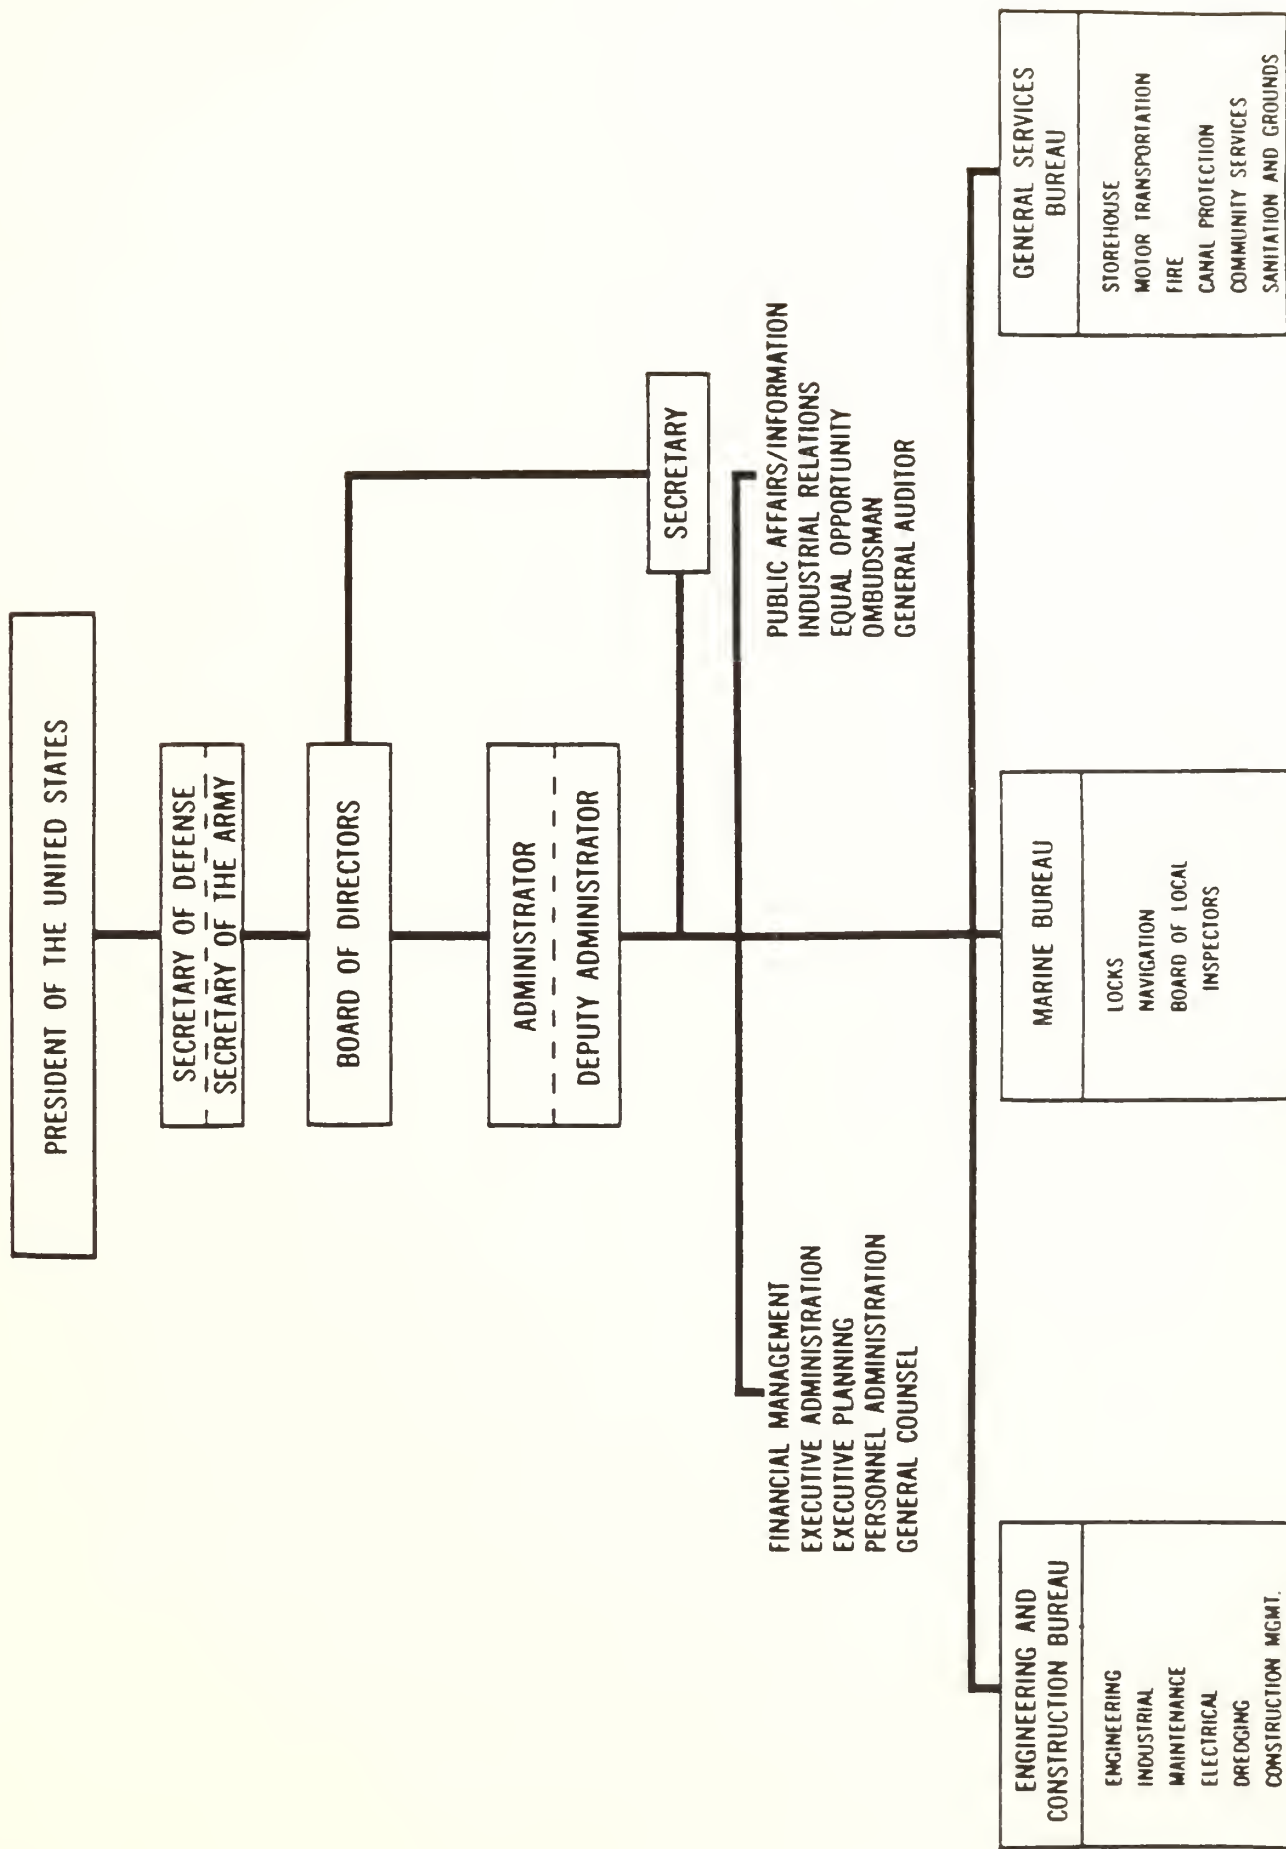 PRESIDENT OF THE UNITED STATES
SECRETARY OF DEFENSE
SECRETARY OF THE ARMY
BOARD OF DIRECTORS
ADMINISTRATOR
DEPUTY ADMINISTRATOR
SECRETARY
FINANCIAL MANAGEMENT
EXECUTIVE ADMINISTRATION
EXECUTIVE PLANNING
PERSONNEL ADMINISTRATION
GENERAL COUNSEL
PUBLIC AFFAIRS/INFORMATION
INDUSTRIAL RELATIONS
EQUAL OPPORTUNITY
OMBUDSMAN
GENERAL AUDITOR
ENGINEERING AND
CONSTRUCTION BUREAU
ENGINEERING
INDUSTRIAL
MAINTENANCE
ELECTRICAL
DREDGING
CONSTRUCTION MGMT.
MARINE BUREAU
LOCKS
NAVIGATION
BOARD OF LOCAL
INSPECTORS
GENERAL SERVICES
BUREAU
STOREHOUSE
MOTOR TRANSPORTATION
FIRE
CANAL PROTECTION
COMMUNITY SERVICES
SANITATION AND GROUNDS